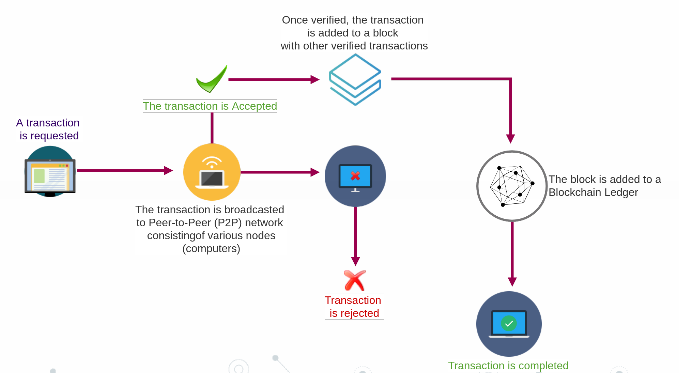 Once verified, the transaction
is added to a block
with other verified transactions
The transaction is Accepted
A transaction
is requested
The transaction is broadcasted
to Peer-to-Peer (P2P) network
consistingof various nodes
(computers)
The block is added to a
Blockchain Ledger
Transaction
is rejected
Transaction is completed